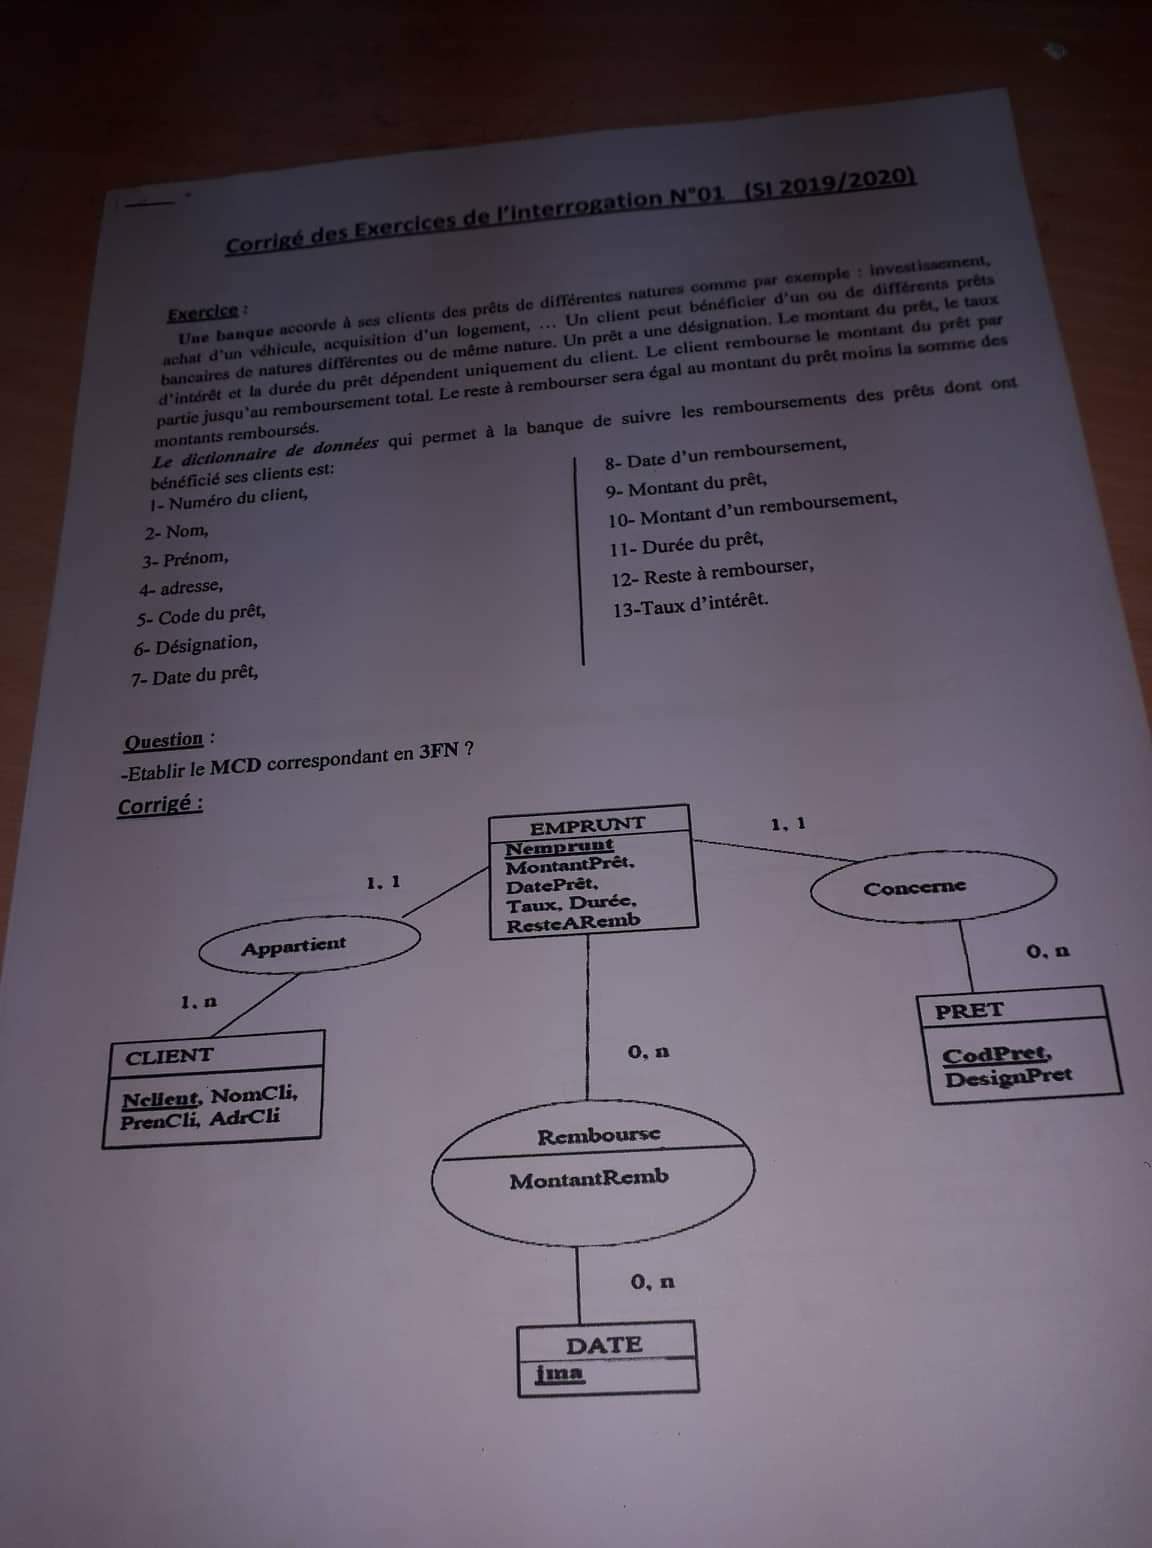 Corrigé des Exercices de l'interrogation N°01 (SI 2019/2020)
Exercice :
Une banque accorde à ses clients des prêts de différentes natures comme par exemple : investissement,
achat d'un véhicule, acquisition d'un logement, … Un client peut bénéficier d'un ou de différents prêts
bancaires de natures différentes ou de même nature. Un prêt a une désignation. Le montant du prêt, le taux
d'intérêt et la durée du prêt dépendent uniquement du client. Le client rembourse le montant du prêt par
partie jusqu'au remboursement total. Le reste à rembourser sera égal au montant du prêt moins la somme des
montants remboursés.
Le dictionnaire de données qui permet à la banque de suivre les remboursements des prêts dont ont
bénéficié ses clients est:
1- Numéro du client,
2- Nom,
3- Prénom,
4- adresse,
5- Code du prêt,
6- Désignation,
7- Date du prêt,
8- Date d'un remboursement,
9- Montant du prêt,
10- Montant d'un remboursement,
11- Durée du prêt,
12- Reste à rembourser,
13-Taux d'intérêt.
Question :
-Etablir le MCD correspondant en 3FN ?
Corrigé :
EMPRUNT
Nemprunt
MontantPrêt,
DatePrêt,
Taux, Durée,
ResteARemb
1, 1
Concerne
1, 1
Appartient
0, n
1, n
PRET
CodPret,
DesignPret
CLIENT
Nclient, NomCli,
PrenCli, AdrCli
0, n
Rembourse
MontantRemb
0, n
DATE
jma